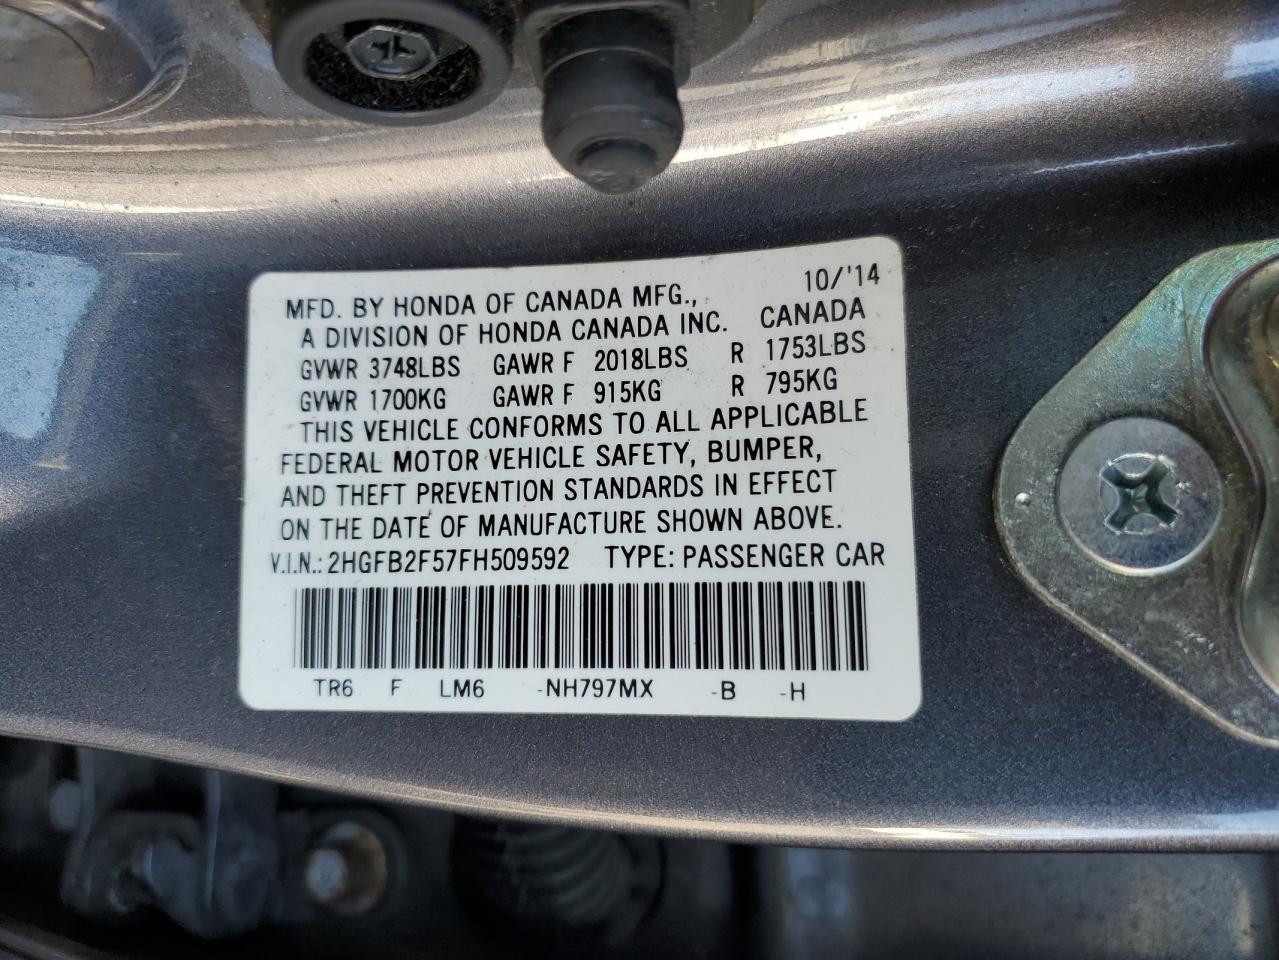 10/'14
MFD. BY HONDA OF CANADA MFG.,
A DIVISION OF HONDA CANADA INC. CANADA
GVWR 3748LBS GAWR F 2018LBS R 1753LBS
GVWR 1700KG GAWR F 915KG R 795KG
THIS VEHICLE CONFORMS TO ALL APPLICABLE
FEDERAL MOTOR VEHICLE SAFETY, BUMPER,
AND THEFT PREVENTION STANDARDS IN EFFECT
ON THE DATE OF MANUFACTURE SHOWN ABOVE.
V.I.N.: 2HGFB2F57FH509592 TYPE: PASSENGER CAR
TR6 F LM6 -NH797MX -B -H